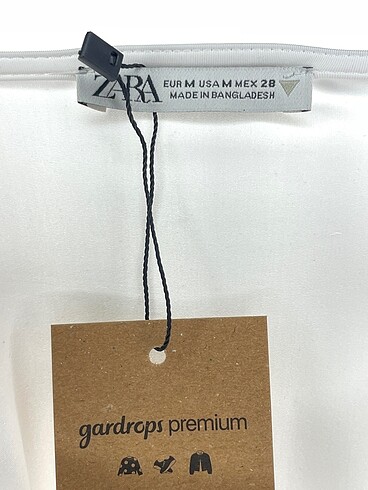 ZARA
EUR M USA M MEX 28
MADE IN BANGLADESH
gardrops premium